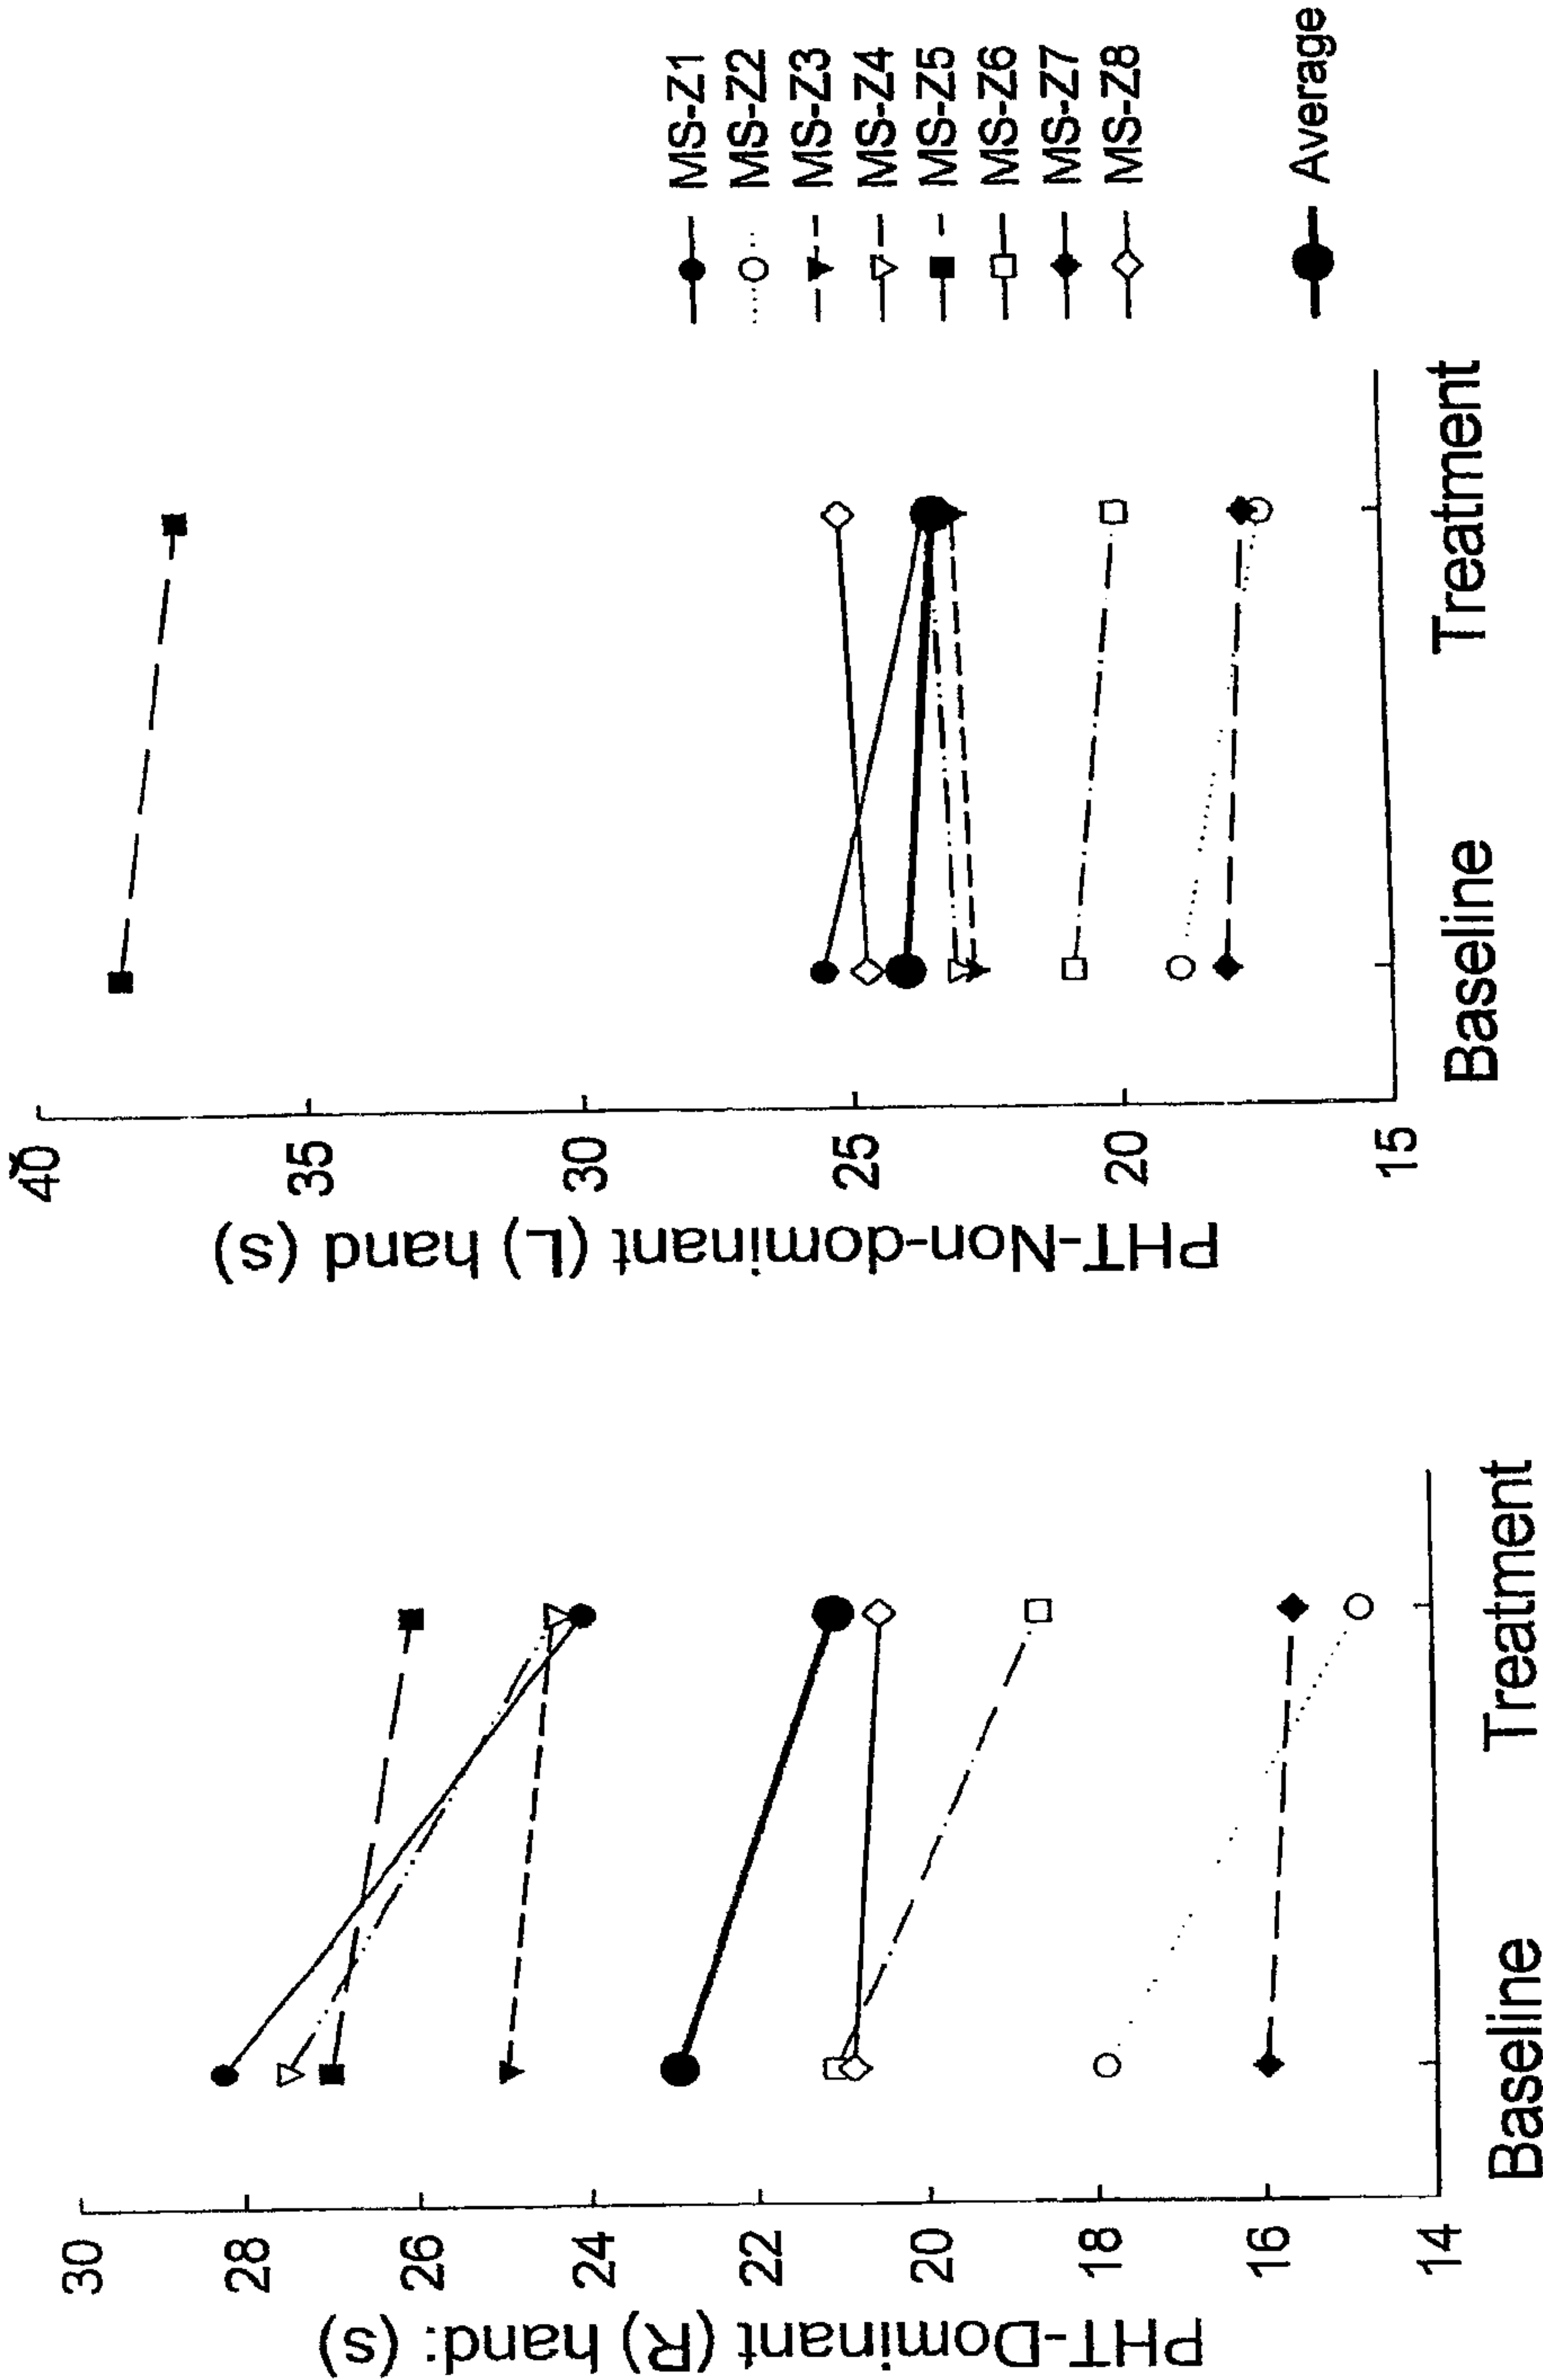 PHT-Dominant (R) hand: (s)
30
28
26
24
22
20
18
16
14
Baseline
Treatment
PHT-Non-dominant (L) hand (s)
40
35
30
25
20
15
Baseline
Treatment
MS-Z1
MS-Z2
MS-Z3
MS-Z4
MS-Z5
MS-Z6
MS-Z7
MS-Z8
Average